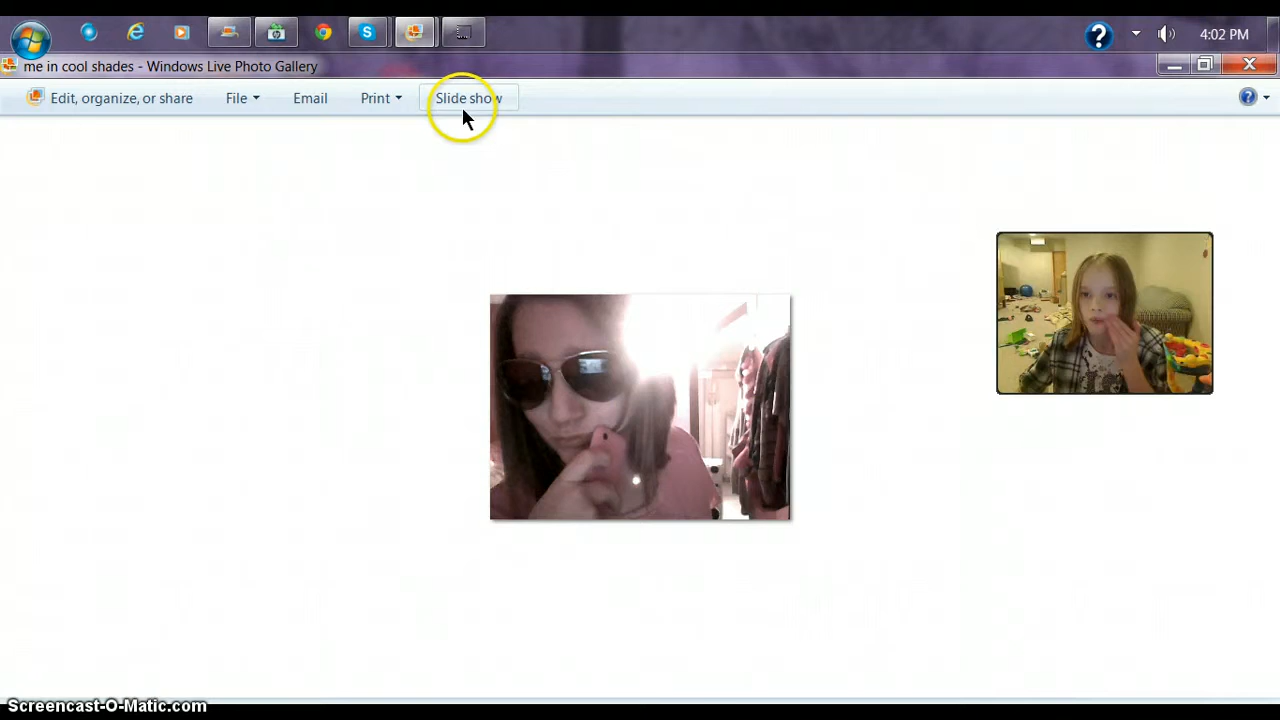 4:02 PM
me in cool shades - Windows Live Photo Gallery
Edit, organize, or share File Email Print Slide show
Screencast-O-Matic.com